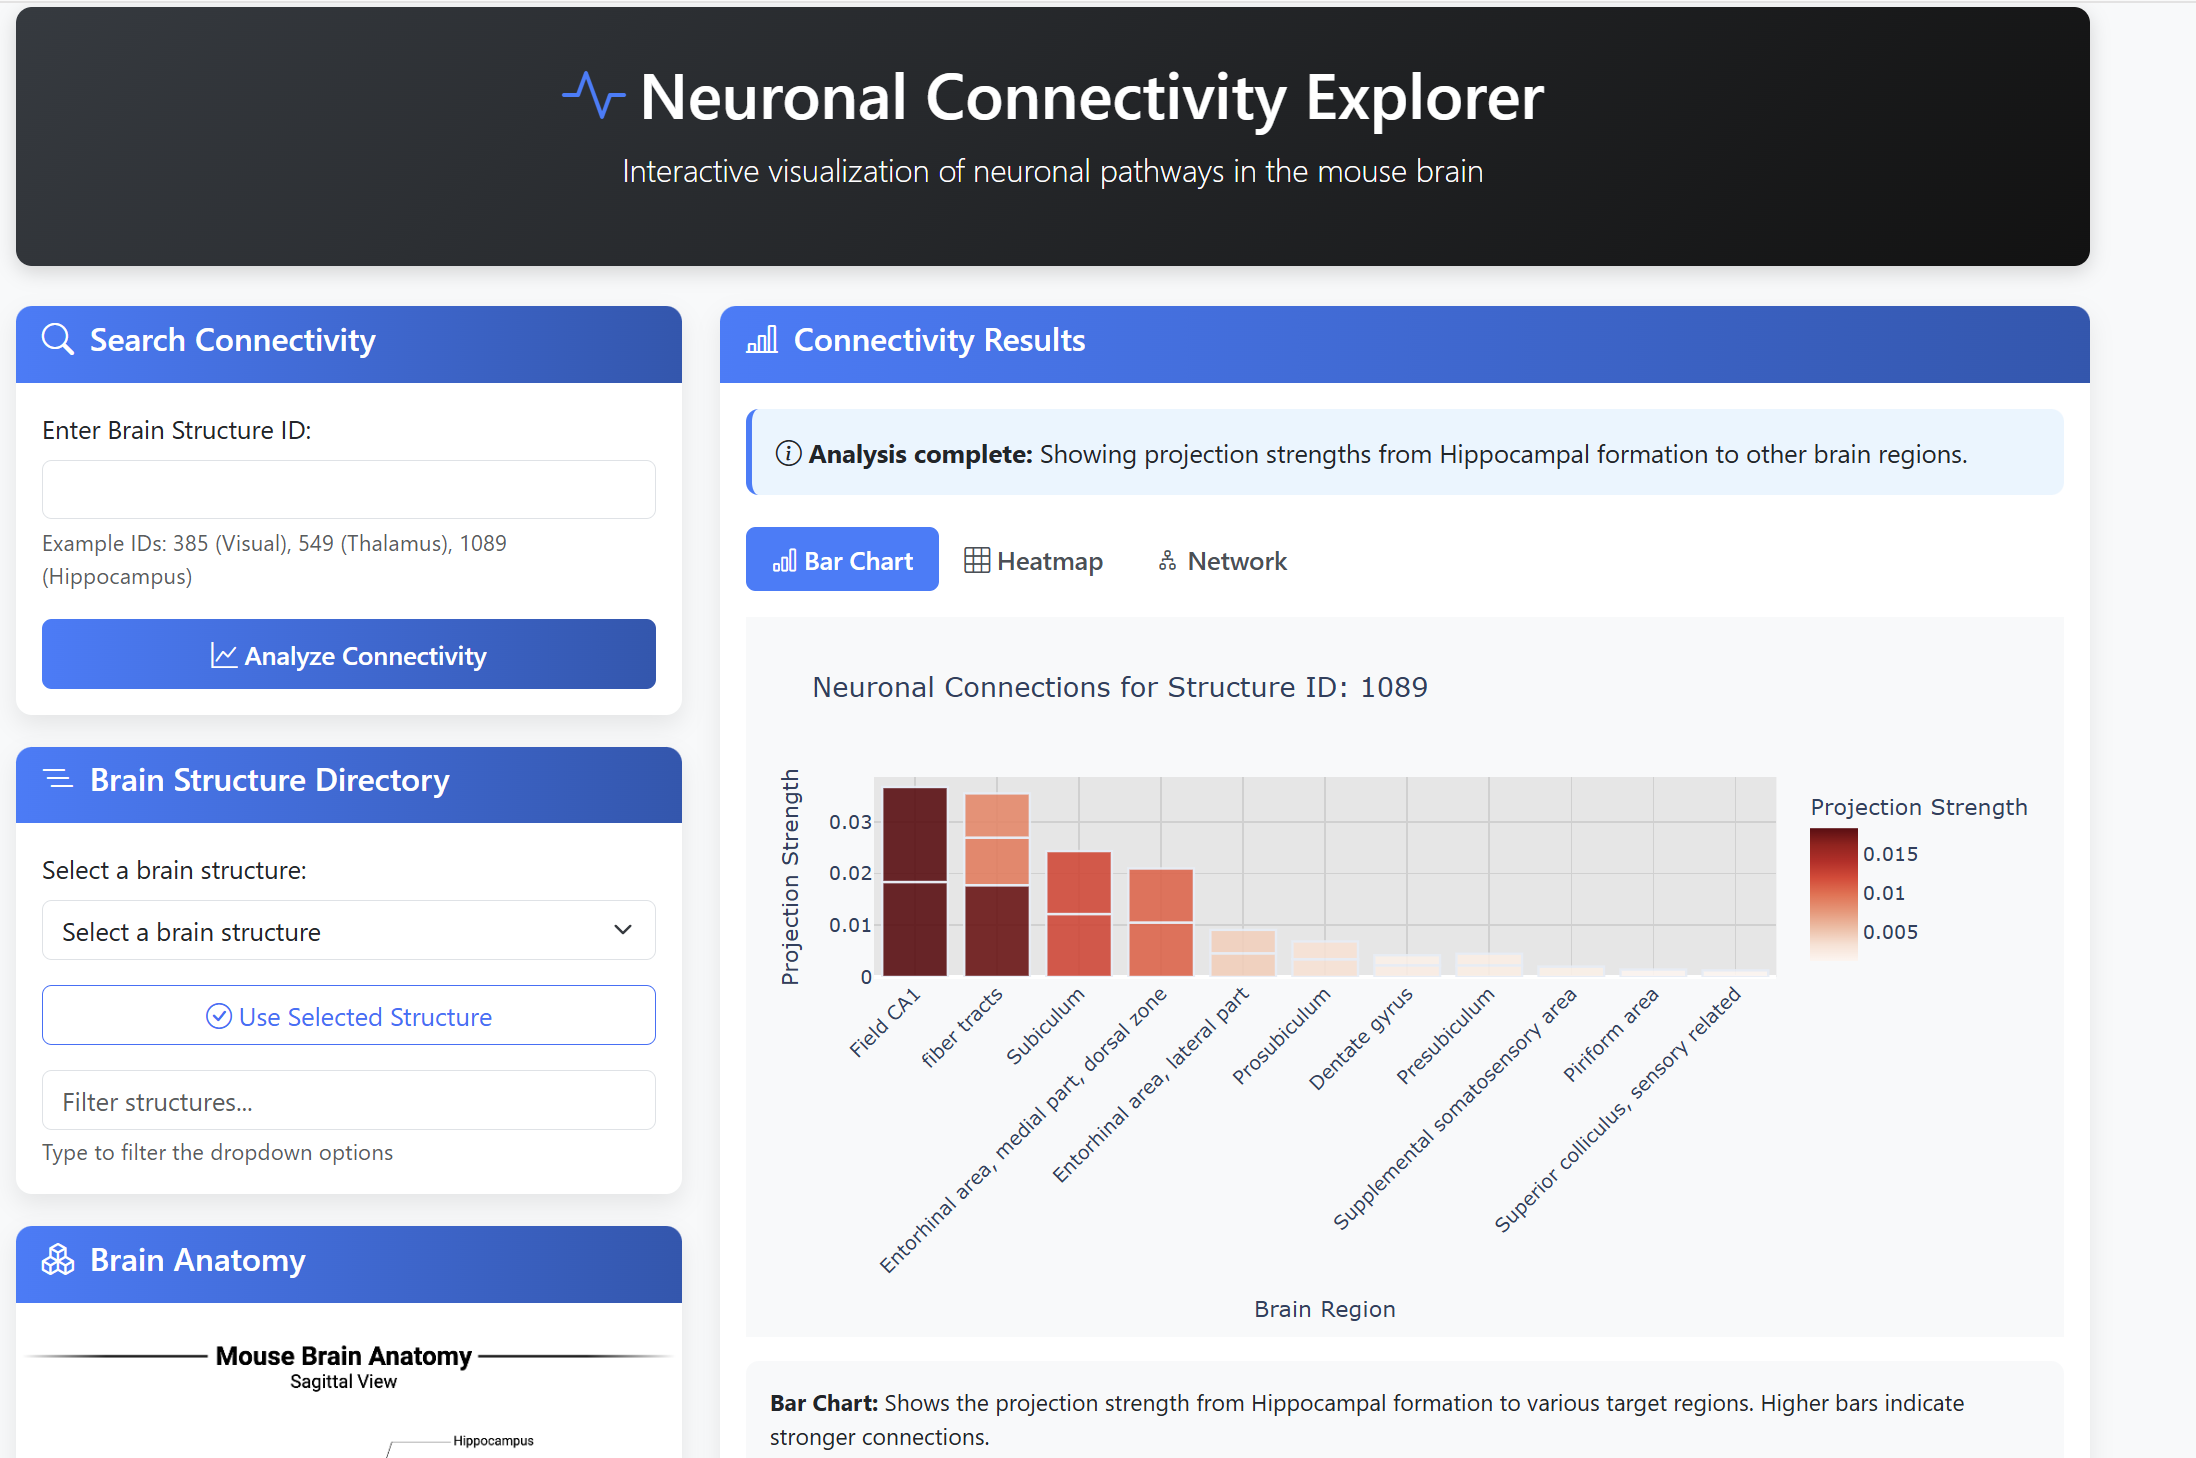 Neuronal Connectivity Explorer
Interactive visualization of neuronal pathways in the mouse brain
Search Connectivity
Enter Brain Structure ID:
Example IDs: 385 (Visual), 549 (Thalamus), 1089
(Hippocampus)
Analyze Connectivity
Brain Structure Directory
Select a brain structure:
Select a brain structure
Use Selected Structure
Filter structures...
Type to filter the dropdown options
Brain Anatomy
Mouse Brain Anatomy
Sagittal View
Hippocampus
Connectivity Results
Analysis complete: Showing projection strengths from Hippocampal formation to other brain regions.
Bar Chart
Heatmap
Network
Neuronal Connections for Structure ID: 1089
Projection Strength
0.03
0.02
0.01
0
Field CA1
fiber tracts
Subiculum
Entorhinal area, medial part, dorsal zone
Entorhinal area, lateral part
Prosubiculum
Dentate gyrus
Presubiculum
Supplemental somatosensory area
Piriform area
Superior colliculus, sensory related
Brain Region
Projection Strength
0.015
0.01
0.005
Bar Chart: Shows the projection strength from Hippocampal formation to various target regions. Higher bars indicate
stronger connections.